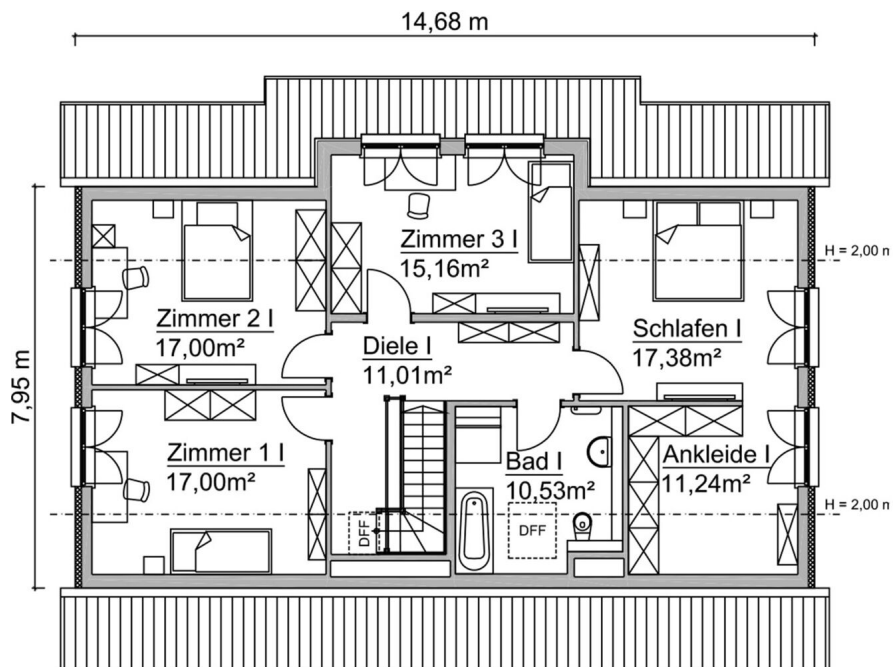 14,68 m
H = 2,00 m
Zimmer 3 I
15,16m²
Zimmer 2 I
17,00m²
Diele I
11,01m²
Schlafen I
17,38m²
7,95 m
Zimmer 1 I
17,00m²
Bad I
10,53m²
Ankleide I
11,24m²
H = 2,00 m
DFF
DFF